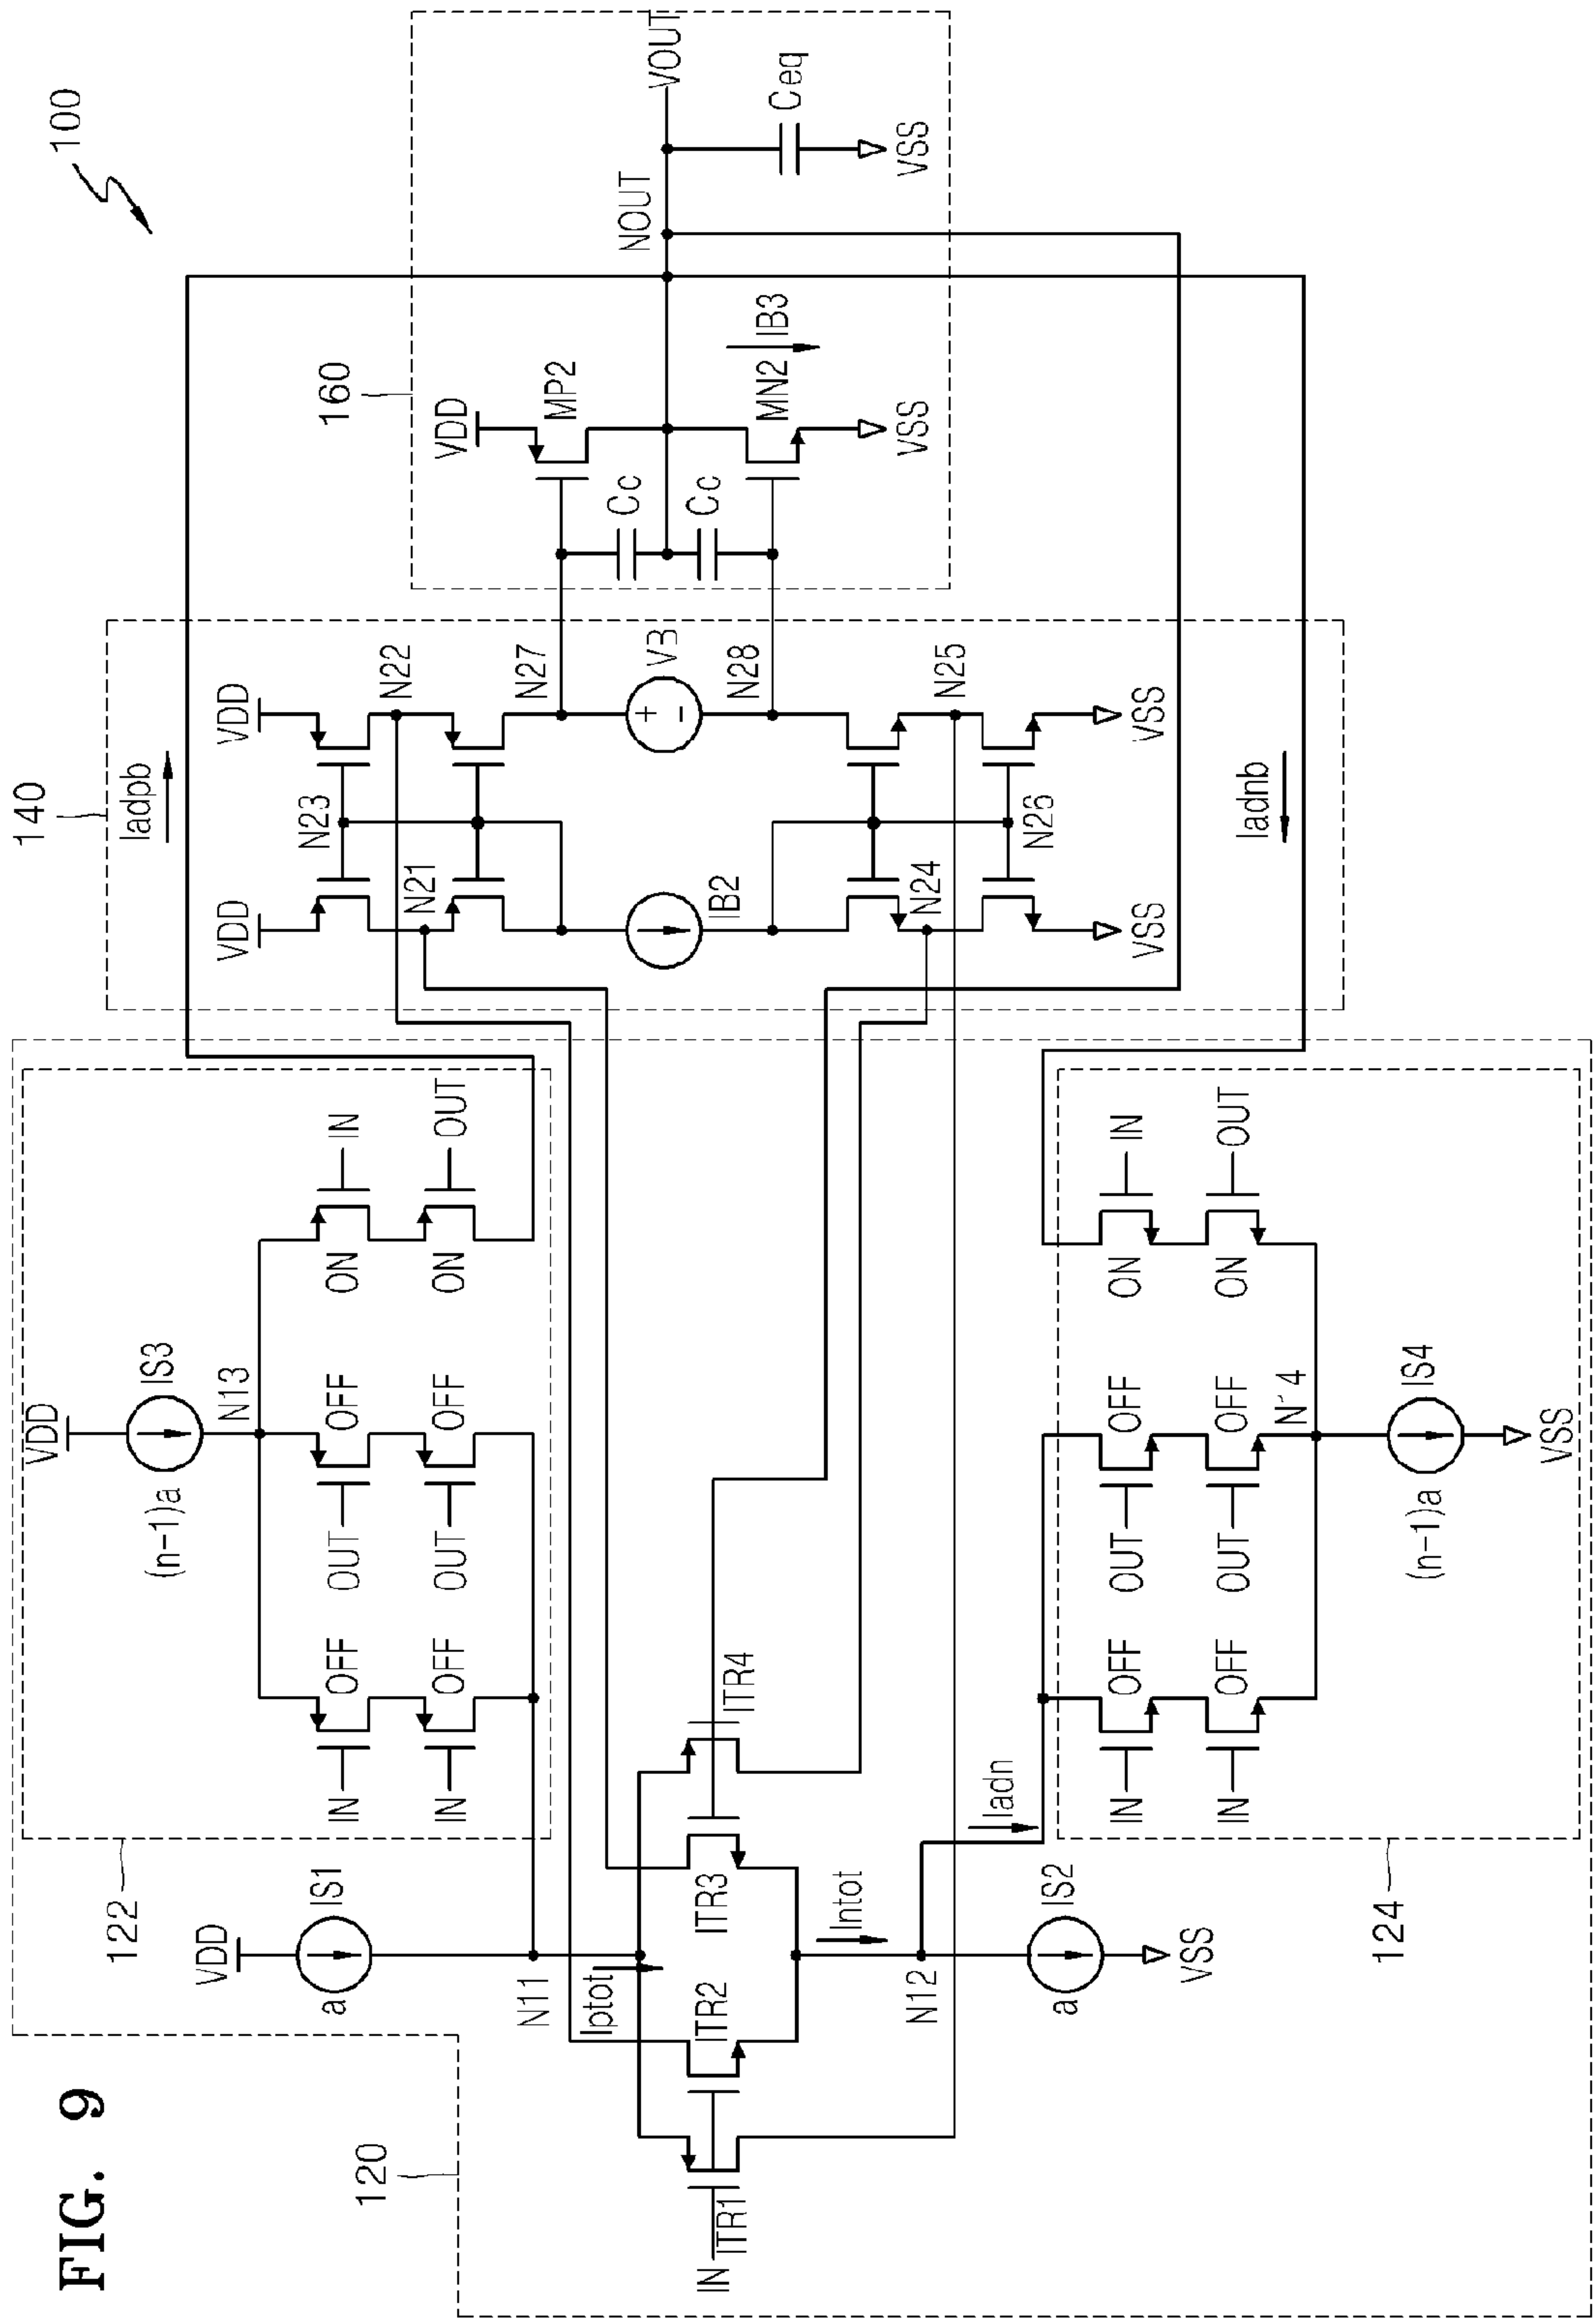 FIG. 9
100
120
122
124
140
160
VDD
IS3
(n-1)a
N13
IN
OFF
IN
OFF
OUT
OFF
OUT
OFF
IN
ON
OUT
ON
VDD
IS1
a
N11
Iptot
IN
ITR1
ITR2
ITR3
ITR4
Intot
N12
Iadn
IS2
a
VSS
IN
OFF
IN
OFF
OUT
OFF
OUT
OFF
IN
ON
OUT
ON
N14
IS4
(n-1)a
VSS
Iadpb
VDD
VDD
N23
N22
N21
N27
IB2
VB
N28
N24
N25
N26
VSS
VSS
Iadnb
VDD
MP2
Cc
Cc
MN2
IB3
VSS
NOUT
VOUT
Ceq
VSS